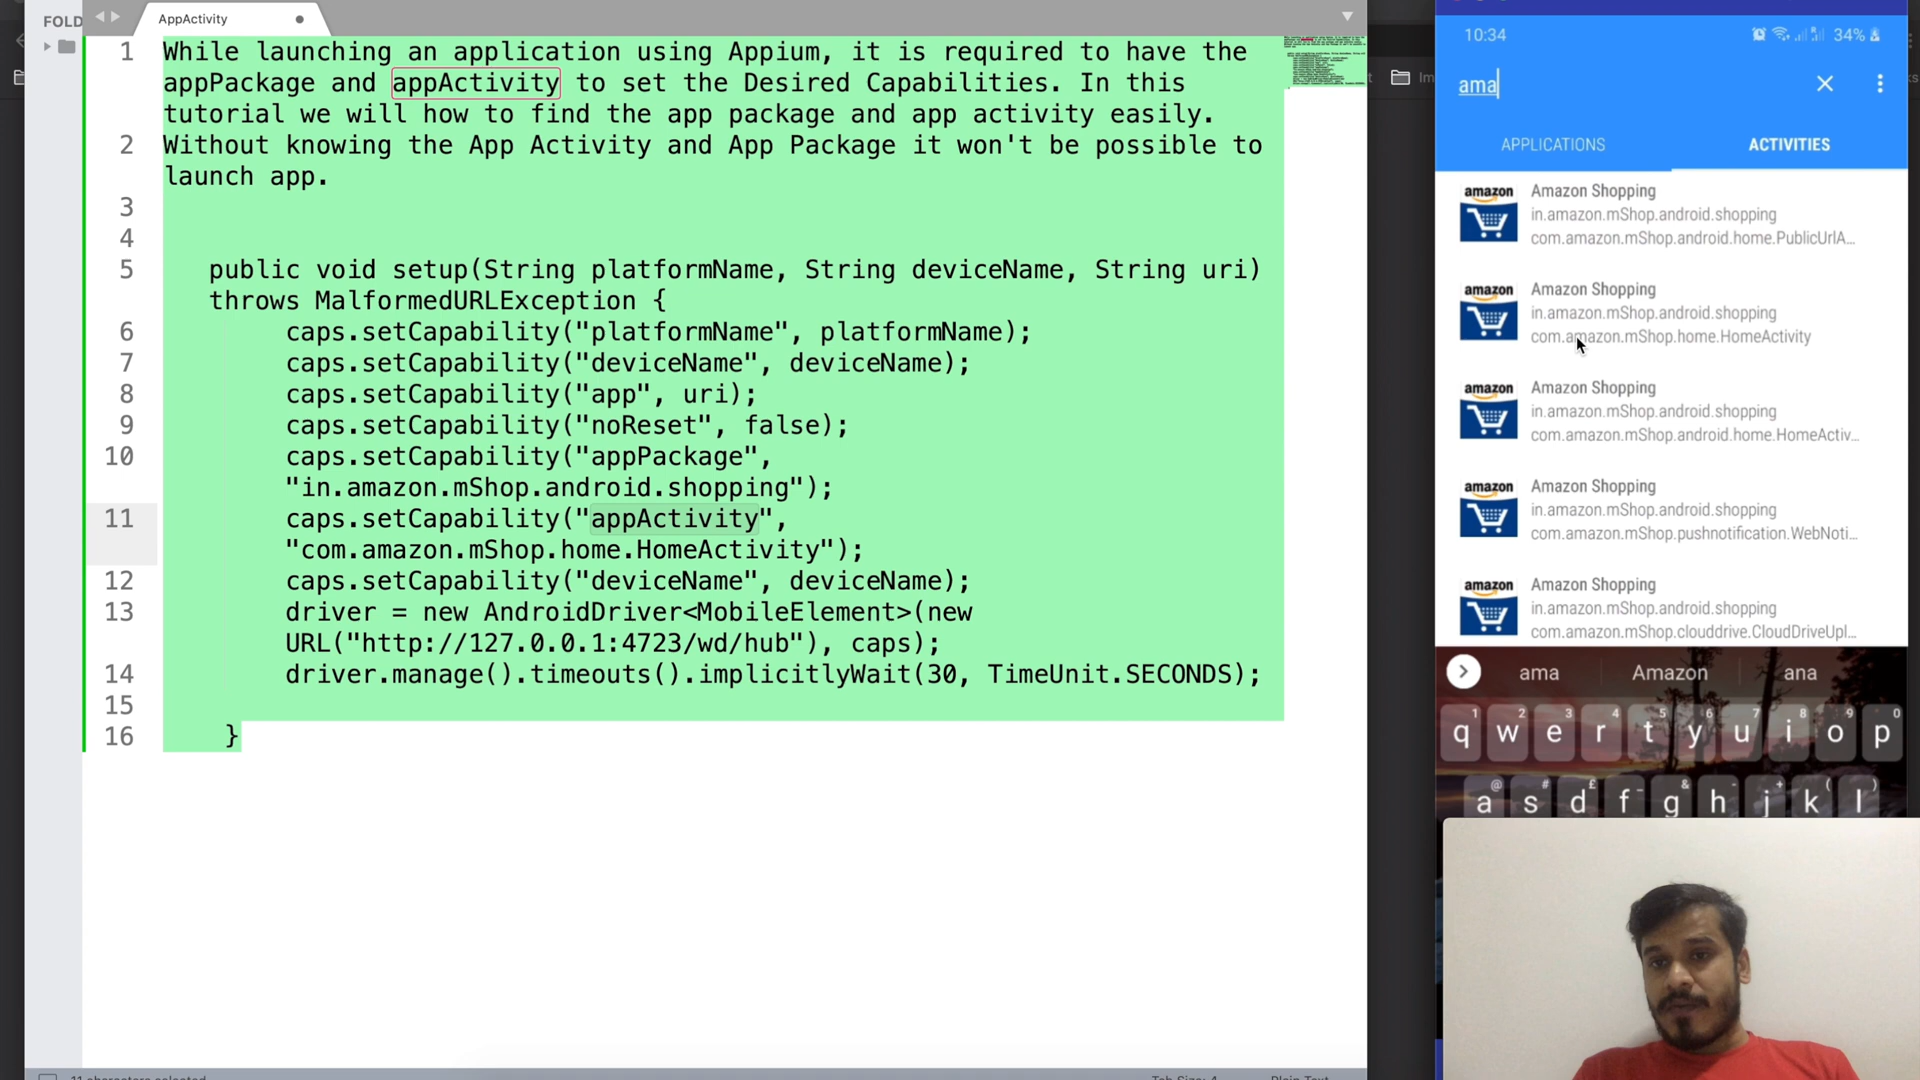 FOLD
AppActivity
1 While launching an application using Appium, it is required to have the
appPackage and appActivity to set the Desired Capabilities. In this
tutorial we will how to find the app package and app activity easily.
2 Without knowing the App Activity and App Package it won't be possible to
launch app.
3
4
5 public void setup(String platformName, String deviceName, String uri)
throws MalformedURLException {
6 caps.setCapability("platformName", platformName);
7 caps.setCapability("deviceName", deviceName);
8 caps.setCapability("app", uri);
9 caps.setCapability("noReset", false);
10 caps.setCapability("appPackage",
"in.amazon.mShop.android.shopping");
11 caps.setCapability("appActivity",
"com.amazon.mShop.home.HomeActivity");
12 caps.setCapability("deviceName", deviceName);
13 driver = new AndroidDriver<MobileElement>(new
URL("http://127.0.0.1:4723/wd/hub"), caps);
14 driver.manage().timeouts().implicitlyWait(30, TimeUnit.SECONDS);
15
16 }
10:34 34%
ama
APPLICATIONS ACTIVITIES
amazon Amazon Shopping
in.amazon.mShop.android.shopping
com.amazon.mShop.android.home.PublicUrlA...
amazon Amazon Shopping
in.amazon.mShop.android.shopping
com.amazon.mShop.home.HomeActivity
amazon Amazon Shopping
in.amazon.mShop.android.shopping
com.amazon.mShop.android.home.HomeActiv...
amazon Amazon Shopping
in.amazon.mShop.android.shopping
com.amazon.mShop.pushnotification.WebNoti...
amazon Amazon Shopping
in.amazon.mShop.android.shopping
com.amazon.mShop.clouddrive.CloudDriveUpl...
ama Amazon ana
1 2 3 4 5 6 7 8 9 0
q w e r t y u i o p
@ # £ _ & - + ( )
a s d f g h j k l